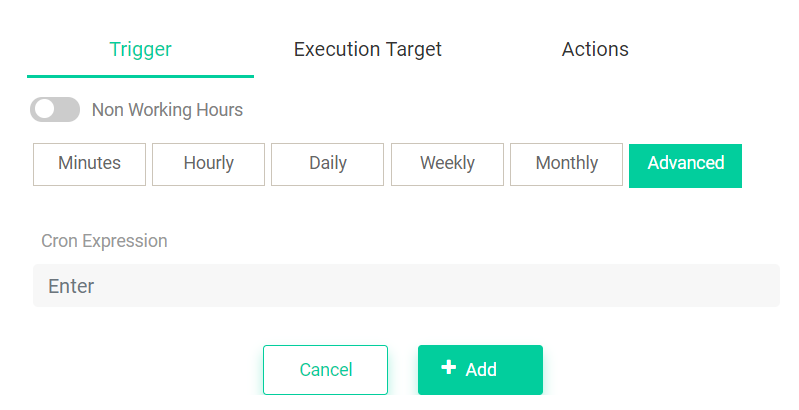 Trigger Execution Target Actions
Non Working Hours
Minutes Hourly Daily Weekly Monthly Advanced
Cron Expression
Enter
Cancel Add